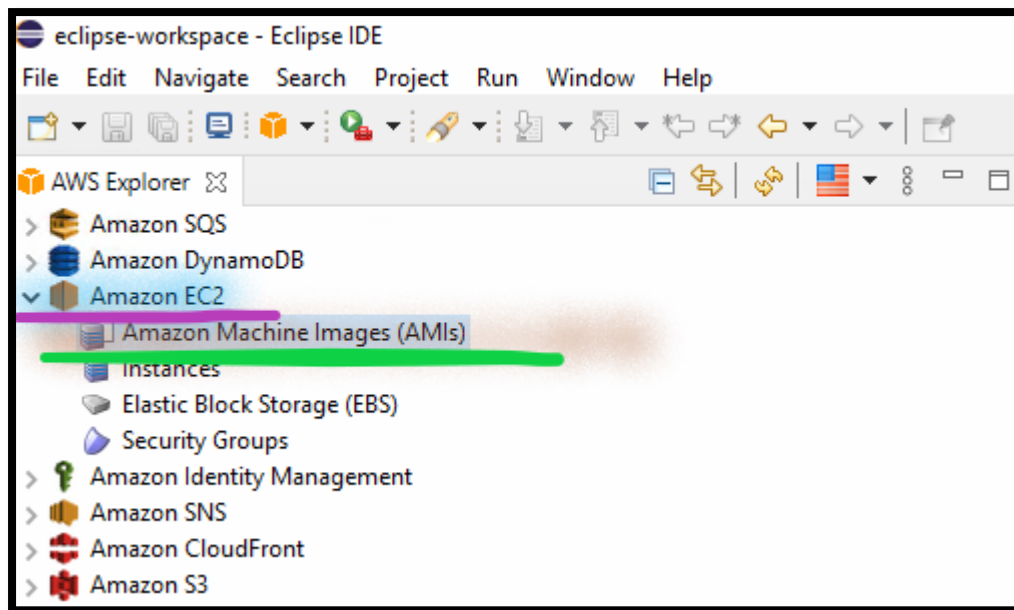 eclipse-workspace - Eclipse IDE
File Edit Navigate Search Project Run Window Help
AWS Explorer
Amazon SQS
Amazon DynamoDB
Amazon EC2
Amazon Machine Images (AMIs)
Instances
Elastic Block Storage (EBS)
Security Groups
Amazon Identity Management
Amazon SNS
Amazon CloudFront
Amazon S3